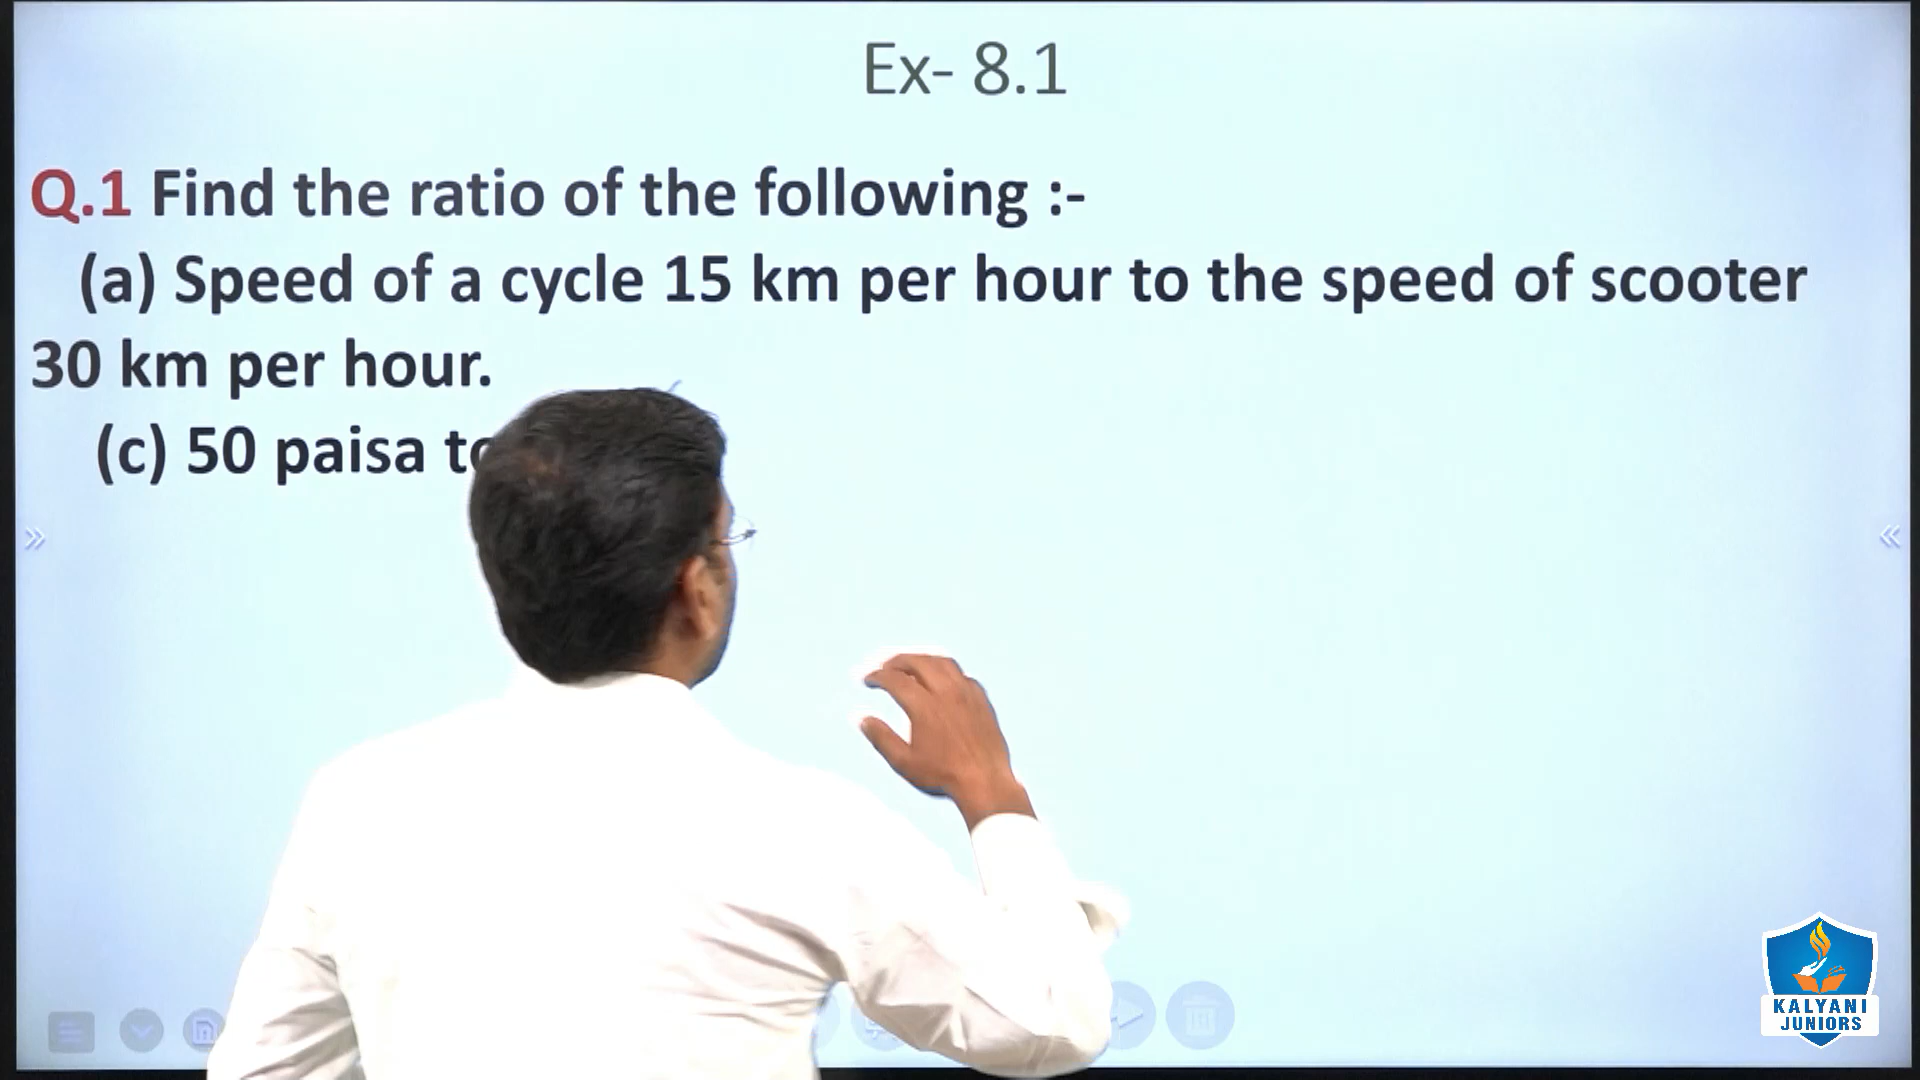 Ex- 8.1
Q.1 Find the ratio of the following :-
(a) Speed of a cycle 15 km per hour to the speed of scooter
30 km per hour.
(c) 50 paisa
KALYANI
JUNIORS